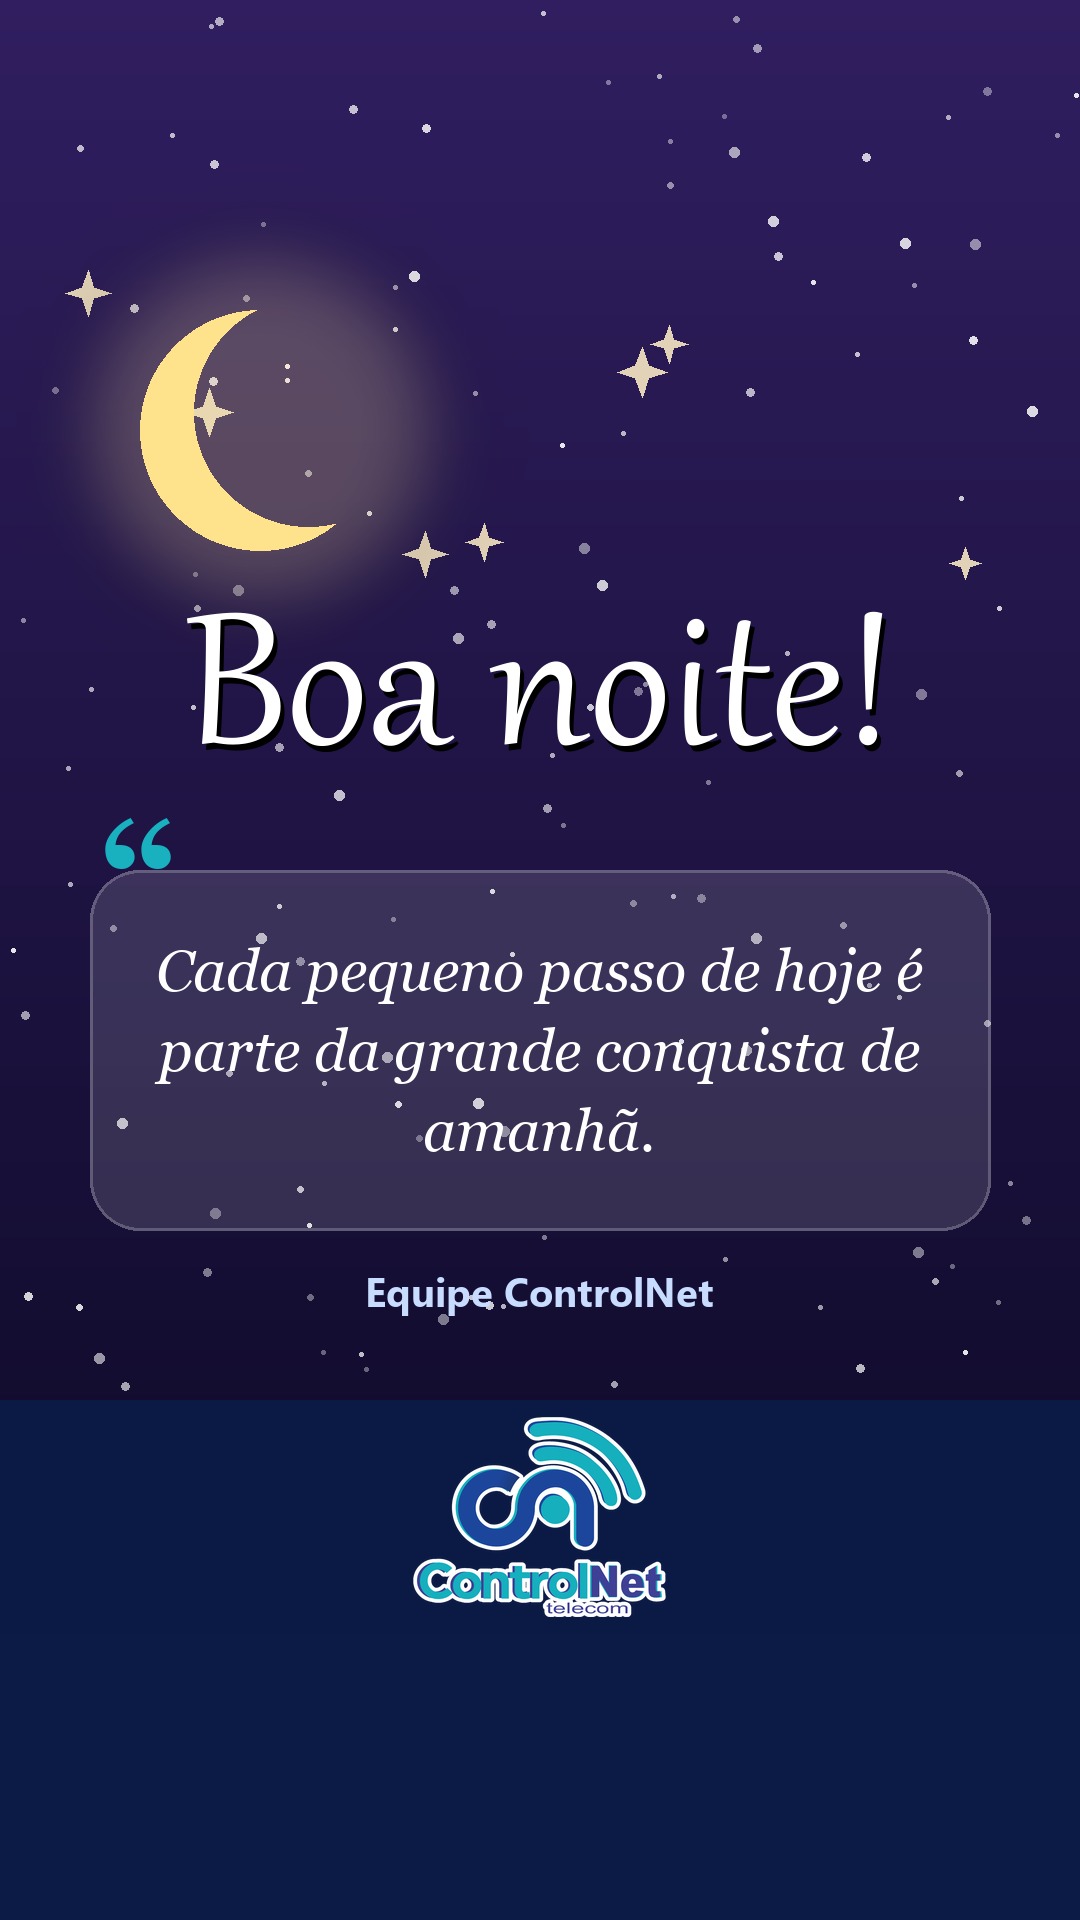 Boa noite!
“
Cada pequeno passo de hoje é
parte da grande conquista de
amanhã.
Equipe ControlNet
ControlNet
telecom